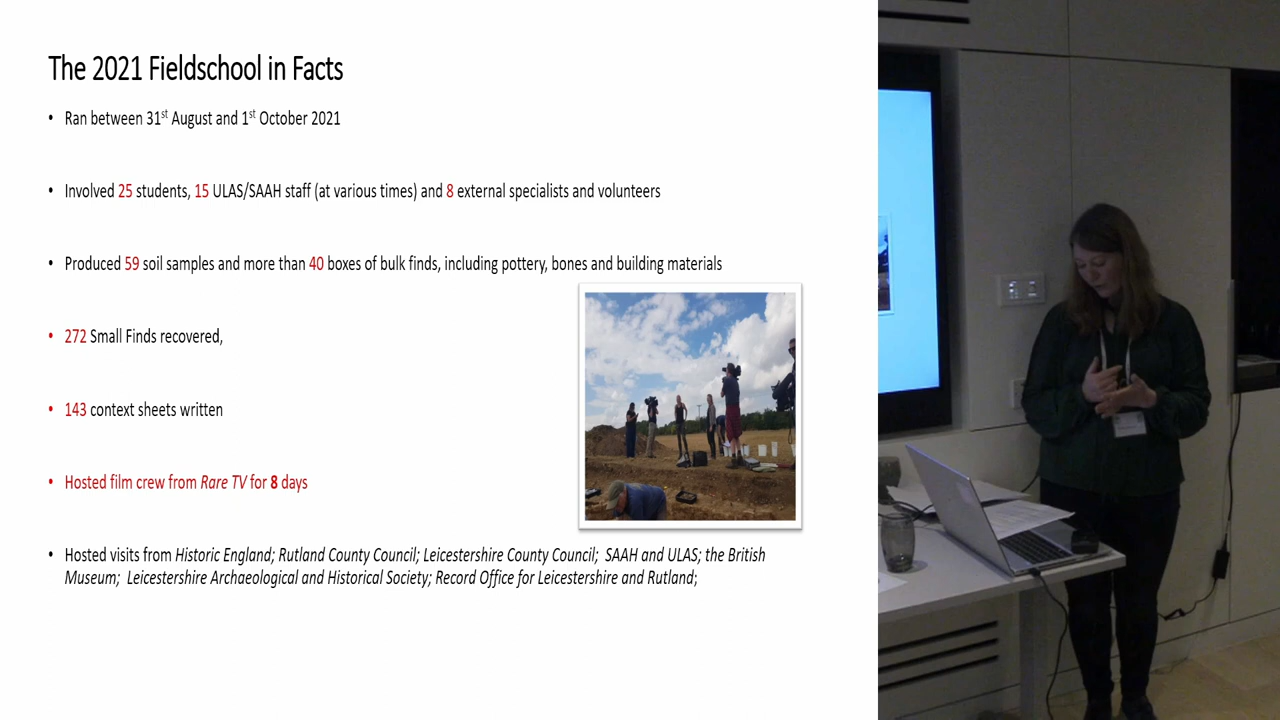 The 2021 Fieldschool in Facts
• Ran between 31st August and 1st October 2021
• Involved 25 students, 15 ULAS/SAAH staff (at various times) and 8 external specialists and volunteers
• Produced 59 soil samples and more than 40 boxes of bulk finds, including pottery, bones and building materials
• 272 Small Finds recovered,
• 143 context sheets written
• Hosted film crew from Rare TV for 8 days
• Hosted visits from Historic England; Rutland County Council; Leicestershire County Council;  SAAH and ULAS; the British
Museum;  Leicestershire Archaeological and Historical Society; Record Office for Leicestershire and Rutland;